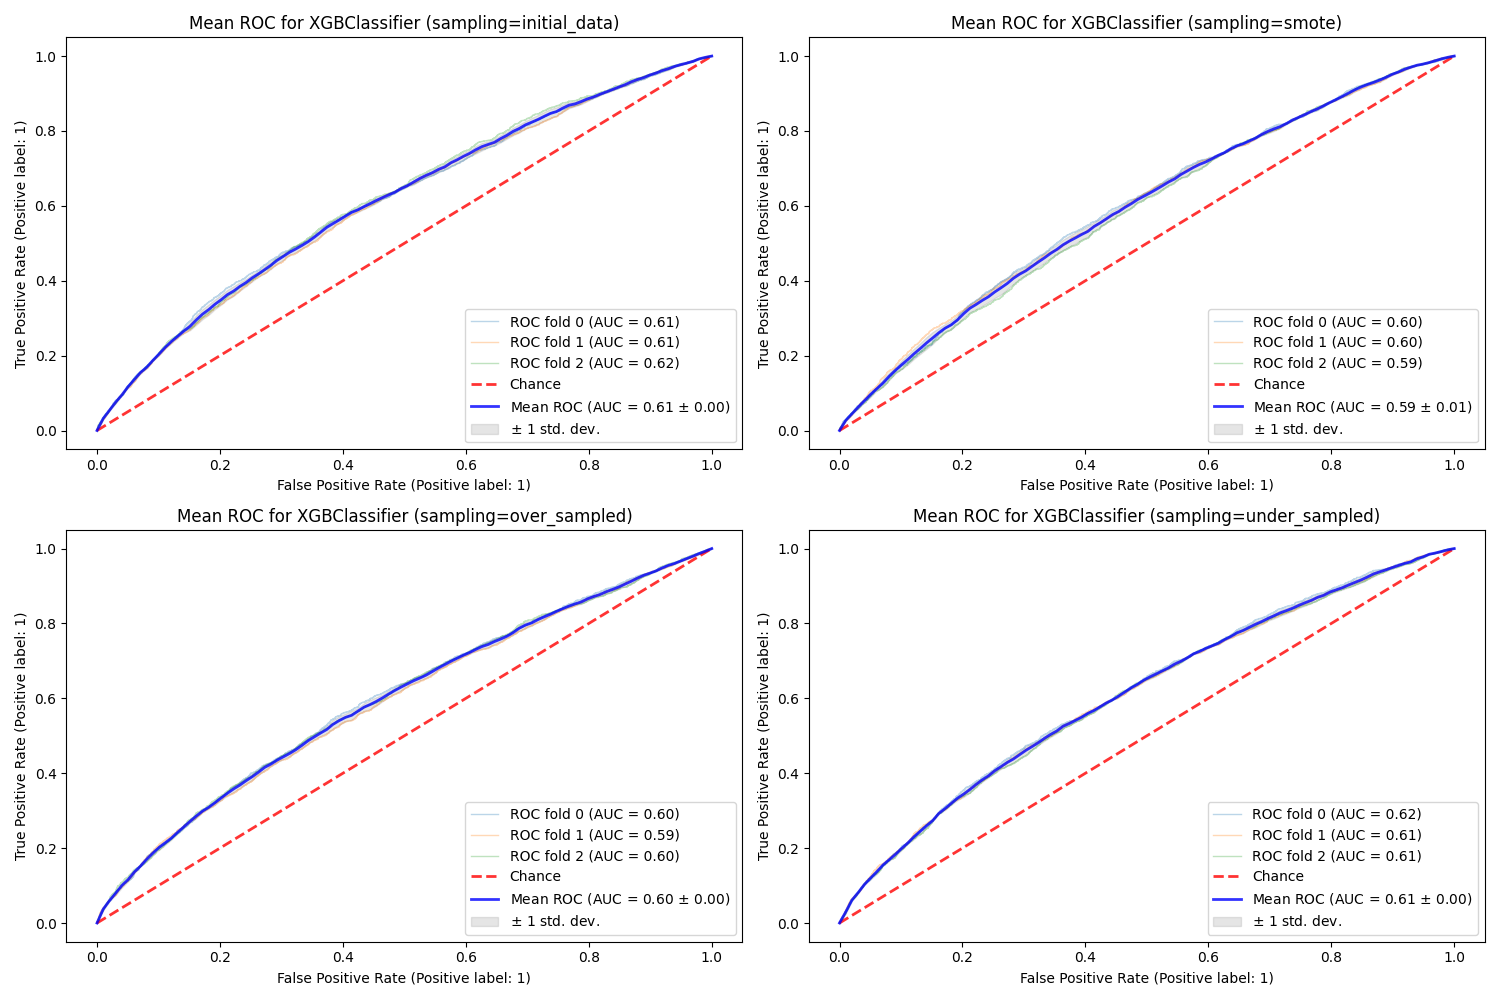 Mean ROC for XGBClassifier (sampling=initial_data)
True Positive Rate (Positive label: 1)
1.0
0.8
0.6
0.4
0.2
0.0
ROC fold 0 (AUC = 0.61)
ROC fold 1 (AUC = 0.61)
ROC fold 2 (AUC = 0.62)
Chance
Mean ROC (AUC = 0.61 ± 0.00)
± 1 std. dev.
0.0 0.2 0.4 0.6 0.8 1.0
False Positive Rate (Positive label: 1)
Mean ROC for XGBClassifier (sampling=smote)
True Positive Rate (Positive label: 1)
1.0
0.8
0.6
0.4
0.2
0.0
ROC fold 0 (AUC = 0.60)
ROC fold 1 (AUC = 0.60)
ROC fold 2 (AUC = 0.59)
Chance
Mean ROC (AUC = 0.59 ± 0.01)
± 1 std. dev.
0.0 0.2 0.4 0.6 0.8 1.0
False Positive Rate (Positive label: 1)
Mean ROC for XGBClassifier (sampling=over_sampled)
True Positive Rate (Positive label: 1)
1.0
0.8
0.6
0.4
0.2
0.0
ROC fold 0 (AUC = 0.60)
ROC fold 1 (AUC = 0.59)
ROC fold 2 (AUC = 0.60)
Chance
Mean ROC (AUC = 0.60 ± 0.00)
± 1 std. dev.
0.0 0.2 0.4 0.6 0.8 1.0
False Positive Rate (Positive label: 1)
Mean ROC for XGBClassifier (sampling=under_sampled)
True Positive Rate (Positive label: 1)
1.0
0.8
0.6
0.4
0.2
0.0
ROC fold 0 (AUC = 0.62)
ROC fold 1 (AUC = 0.61)
ROC fold 2 (AUC = 0.61)
Chance
Mean ROC (AUC = 0.61 ± 0.00)
± 1 std. dev.
0.0 0.2 0.4 0.6 0.8 1.0
False Positive Rate (Positive label: 1)